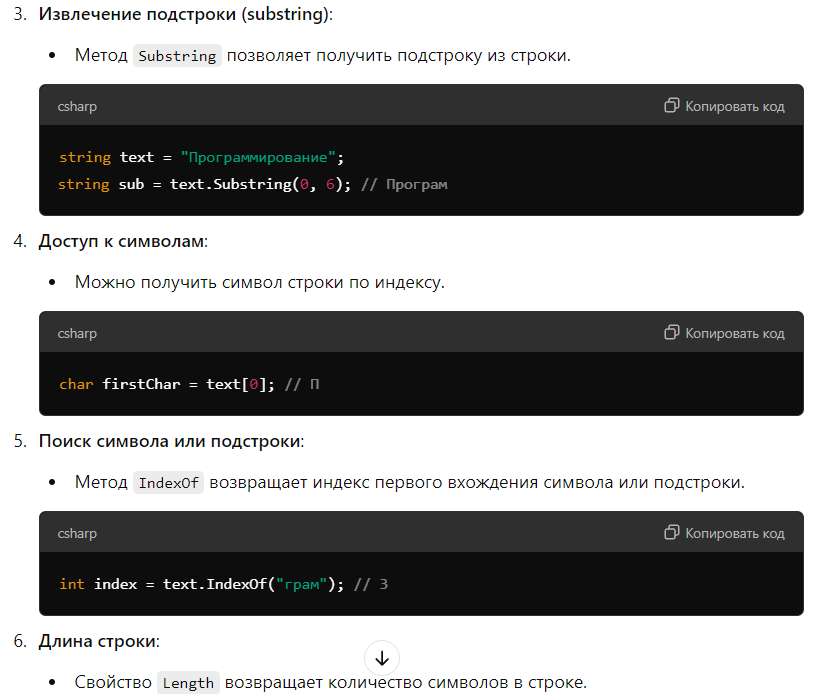 3. Извлечение подстроки (substring):
• Метод Substring позволяет получить подстроку из строки.
csharp Копировать код
string text = "Программирование";
string sub = text.Substring(0, 6); // Програм
4. Доступ к символам:
• Можно получить символ строки по индексу.
csharp Копировать код
char firstChar = text[0]; // П
5. Поиск символа или подстроки:
• Метод IndexOf возвращает индекс первого вхождения символа или подстроки.
csharp Копировать код
int index = text.IndexOf("грам"); // 3
6. Длина строки:
• Свойство Length возвращает количество символов в строке.